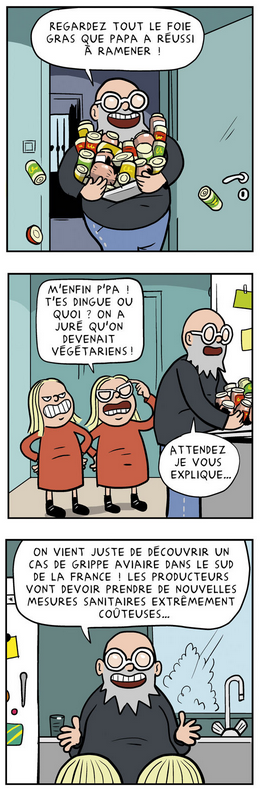 REGARDEZ TOUT LE FOIE
GRAS QUE PAPA A RÉUSSI
À RAMENER !
M'ENFIN P'PA !
T'ES DINGUE OU
QUOI ? ON A
JURÉ QU'ON
DEVENAIT
VÉGÉTARIENS !
ATTENDEZ
JE VOUS
EXPLIQUE...
ON VIENT JUSTE DE DÉCOUVRIR UN
CAS DE GRIPPE AVIAIRE DANS LE SUD
DE LA FRANCE ! LES PRODUCTEURS
VONT DEVOIR PRENDRE DE NOUVELLES
MESURES SANITAIRES EXTRÊMEMENT
COÛTEUSES...